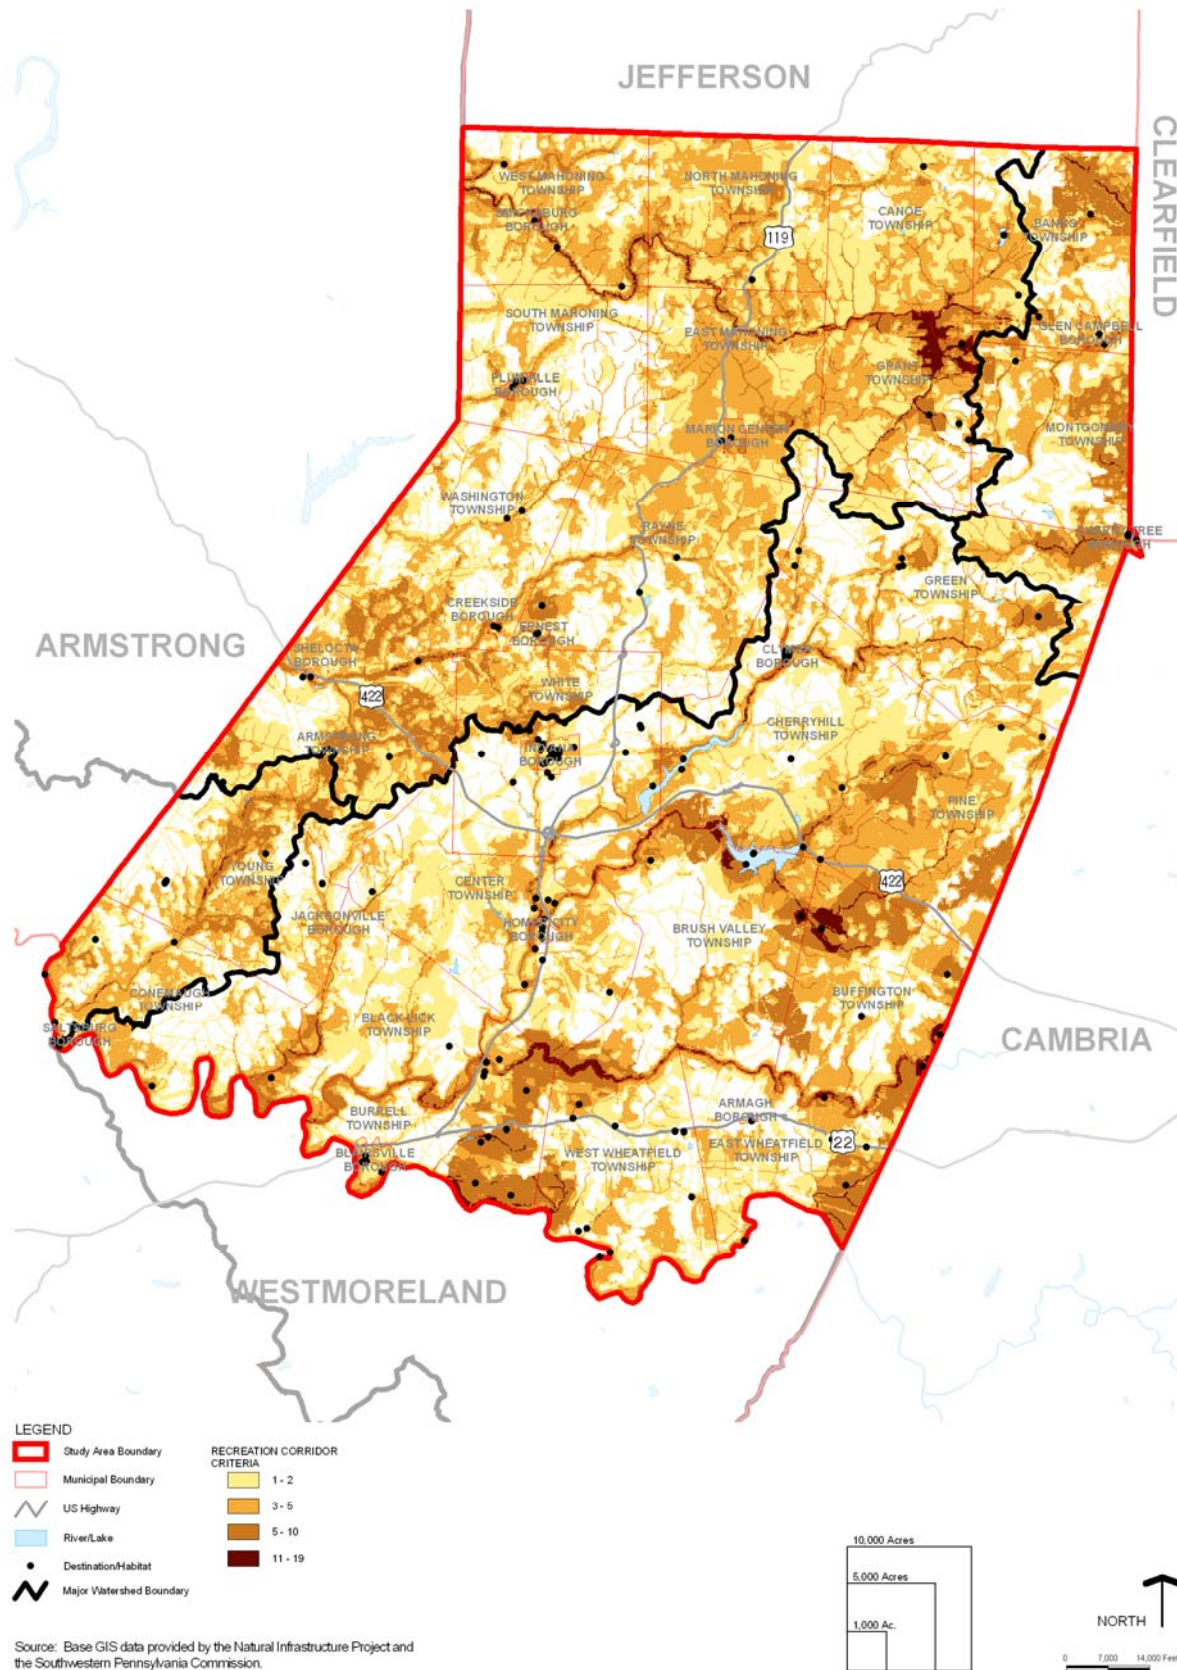 JEFFERSON
CLEARFIELD
WEST MAHONING
TOWNSHIP
NORTH MAHONING
TOWNSHIP
SMICKSBURG
BOROUGH
CANOE
TOWNSHIP
BANKS
TOWNSHIP
119
SOUTH MAHONING
TOWNSHIP
EAST MAHONING
TOWNSHIP
GLEN CAMPBELL
BOROUGH
GRANT
TOWNSHIP
PLUMVILLE
BOROUGH
MARION CENTER
BOROUGH
MONTGOMERY
TOWNSHIP
WASHINGTON
TOWNSHIP
RAYNE
TOWNSHIP
CHERRY TREE
BOROUGH
GREEN
TOWNSHIP
CREEKSIDE
BOROUGH
ERNEST
BOROUGH
ARMSTRONG
SHELOCTA
BOROUGH
CLYMER
BOROUGH
WHITE
TOWNSHIP
422
CHERRYHILL
TOWNSHIP
ARMSTRONG
TOWNSHIP
INDIANA
BOROUGH
PINE
TOWNSHIP
YOUNG
TOWNSHIP
CENTER
TOWNSHIP
422
JACKSONVILLE
BOROUGH
HOMER CITY
BOROUGH
BRUSH VALLEY
TOWNSHIP
CONEMAUGH
TOWNSHIP
BUFFINGTON
TOWNSHIP
SALTSBURG
BOROUGH
BLACK LICK
TOWNSHIP
CAMBRIA
BURRELL
TOWNSHIP
ARMAGH
BOROUGH
BLAIRSVILLE
BOROUGH
WEST WHEATFIELD
TOWNSHIP
EAST WHEATFIELD
TOWNSHIP
22
WESTMORELAND
LEGEND
Study Area Boundary
Municipal Boundary
US Highway
River/Lake
Destination/Habitat
Major Watershed Boundary
RECREATION CORRIDOR
CRITERIA
1 - 2
3 - 5
5 - 10
11 - 19
10,000 Acres
5,000 Acres
1,000 Ac.
NORTH
0 7,000 14,000 Feet
Source: Base GIS data provided by the Natural Infrastructure Project and
the Southwestern Pennsylvania Commission.